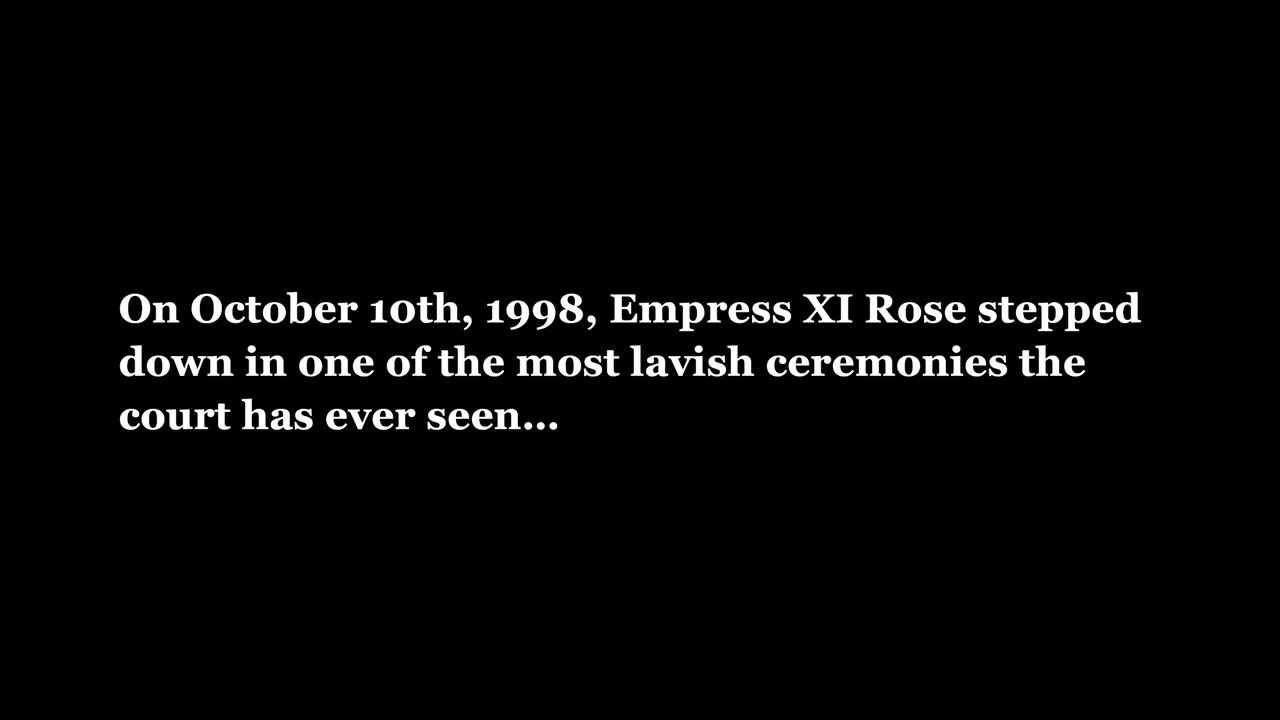 On October 10th, 1998, Empress XI Rose stepped
down in one of the most lavish ceremonies the
court has ever seen...